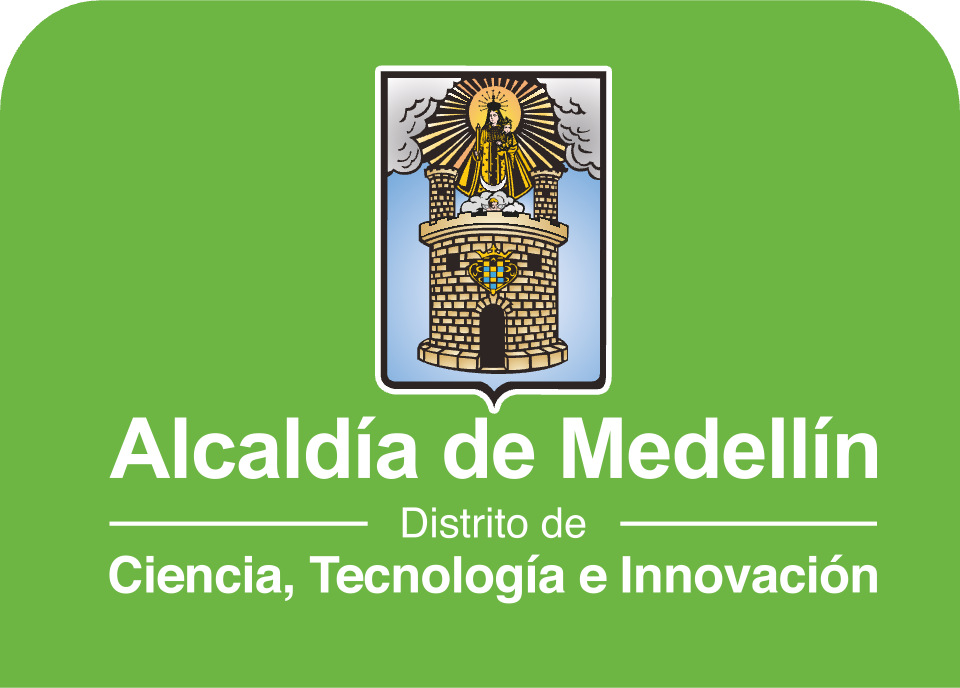 Alcaldía de Medellín
Distrito de
Ciencia, Tecnología e Innovación